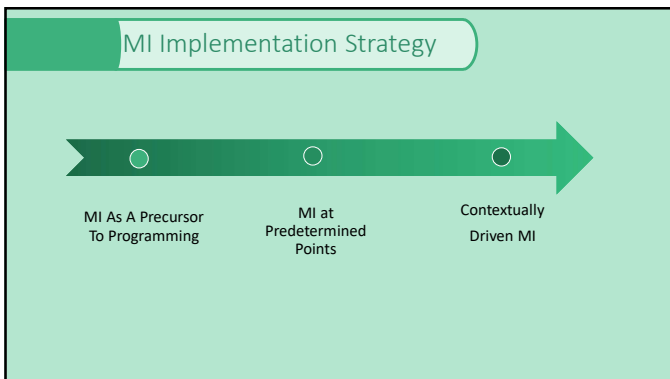 MI Implementation Strategy
MI As A Precursor
To Programming
MI at
Predetermined
Points
Contextually
Driven MI